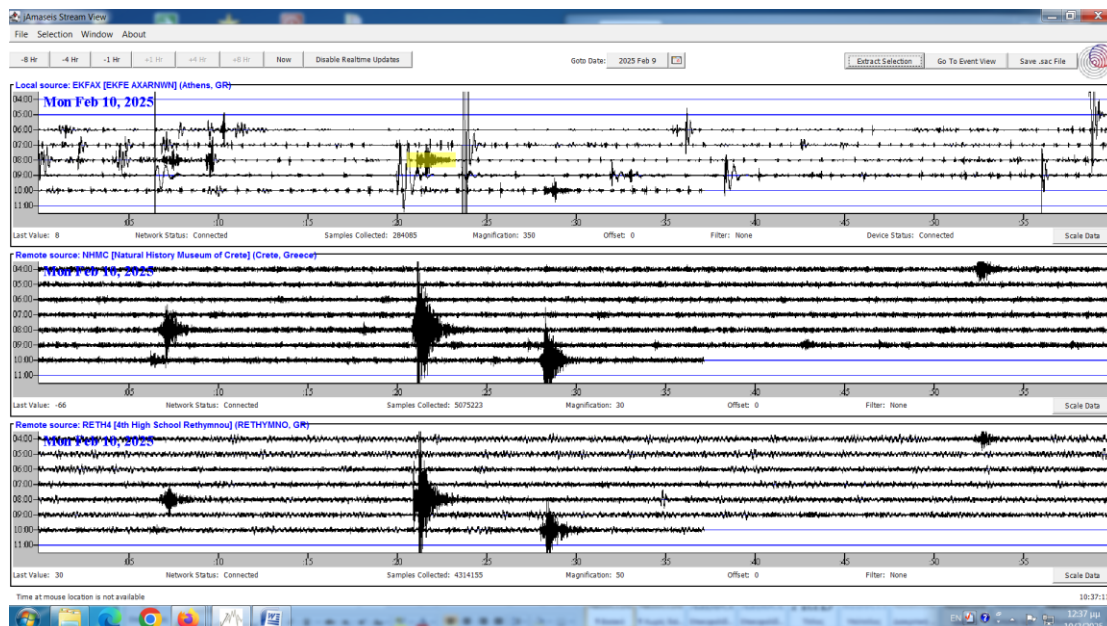 jAmaseis Stream View
File Selection Window About
-8 Hr -4 Hr -1 Hr +1 Hr +4 Hr +8 Hr Now Disable Realtime Updates Goto Date: 2025 Feb 9 Extract Selection Go To Event View Save .sac File
Local source: EKFAX [EKFE AXARNWN] (Athens, GR)
Mon Feb 10, 2025
04:00
05:00
06:00
07:00
08:00
09:00
10:00
11:00
:05 :10 :15 :20 :25 :30 :35 :40 :45 :50 :55
Last Value: 8 Network Status: Connected Samples Collected: 284085 Magnification: 350 Offset: 0 Filter: None Device Status: Connected Scale Data
Remote source: NHMC [Natural History Museum of Crete] (Crete, Greece)
Mon Feb 10, 2025
04:00
05:00
06:00
07:00
08:00
09:00
10:00
11:00
:05 :10 :15 :20 :25 :30 :35 :40 :45 :50 :55
Last Value: -66 Network Status: Connected Samples Collected: 5075223 Magnification: 30 Offset: 0 Filter: None Scale Data
Remote source: RETH4 [4th High School Rethymnou] (RETHYMNO, GR)
Mon Feb 10, 2025
04:00
05:00
06:00
07:00
08:00
09:00
10:00
11:00
:05 :10 :15 :20 :25 :30 :35 :40 :45 :50 :55
Last Value: 30 Network Status: Connected Samples Collected: 4314155 Magnification: 50 Offset: 0 Filter: None Scale Data
Time at mouse location is not available 10:37:1
EN 12:37 μμ
10/2/2025